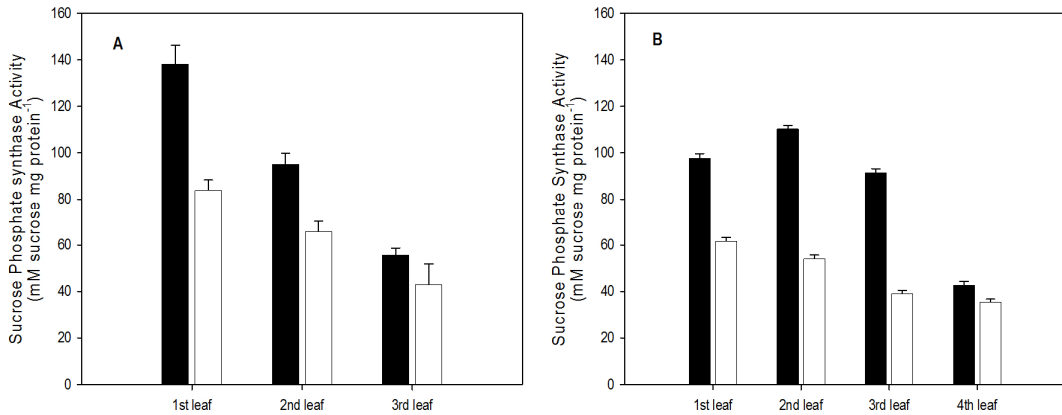 A
Sucrose Phosphate synthase Activity
(mM sucrose mg protein⁻¹)
160
140
120
100
80
60
40
20
0
1st leaf 2nd leaf 3rd leaf
B
Sucrose Phosphate Synthase Activity
(mM sucrose mg protein⁻¹)
160
140
120
100
80
60
40
20
0
1st leaf 2nd leaf 3rd leaf 4th leaf